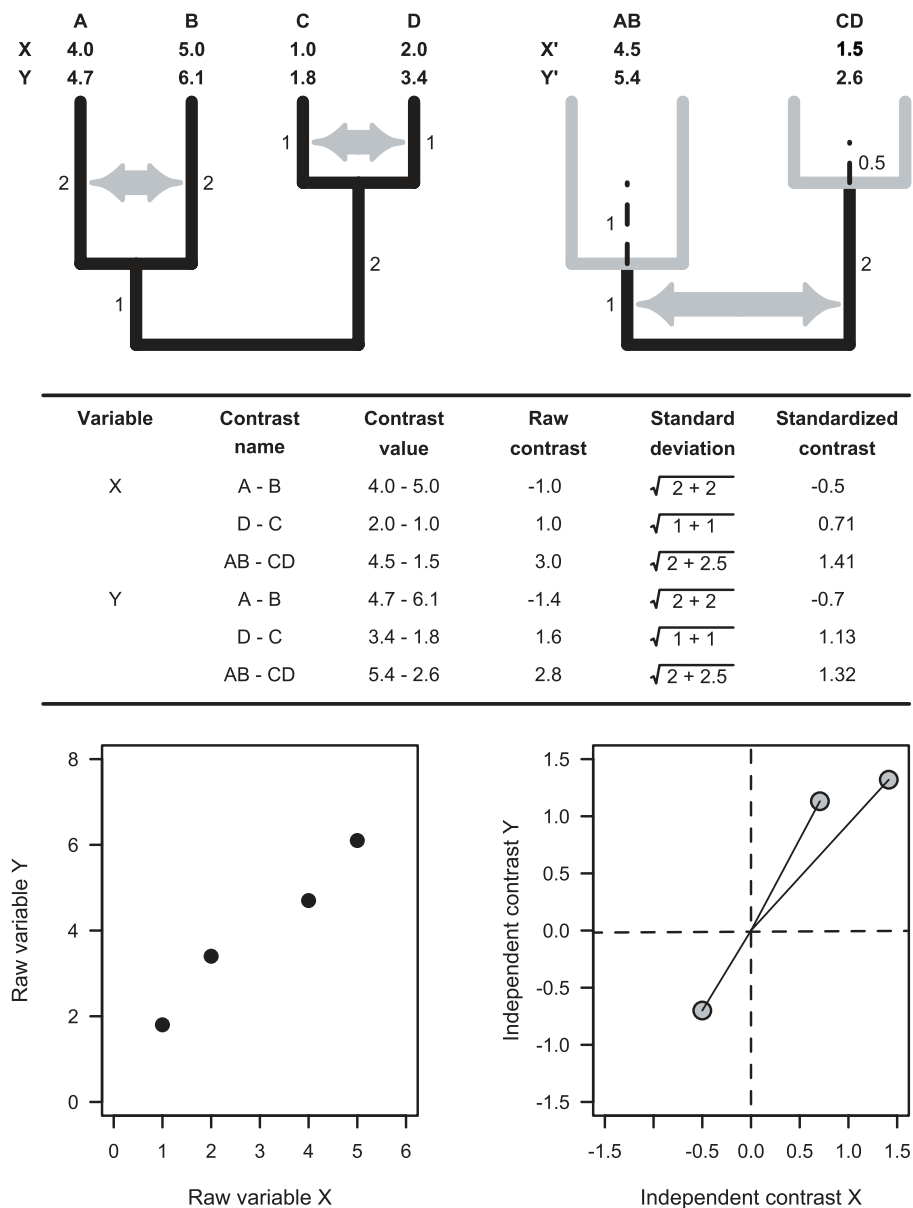 A B C D AB CD
X 4.0 5.0 1.0 2.0 X' 4.5 1.5
Y 4.7 6.1 1.8 3.4 Y' 5.4 2.6
1 1
0.5
2 2
1
2 2
1 1
Variable Contrast name Contrast value Raw contrast Standard deviation Standardized contrast
X A - B 4.0 - 5.0 -1.0 √2 + 2 -0.5
D - C 2.0 - 1.0 1.0 √1 + 1 0.71
AB - CD 4.5 - 1.5 3.0 √2 + 2.5 1.41
Y A - B 4.7 - 6.1 -1.4 √2 + 2 -0.7
D - C 3.4 - 1.8 1.6 √1 + 1 1.13
AB - CD 5.4 - 2.6 2.8 √2 + 2.5 1.32
Raw variable Y
8
6
4
2
0
0 1 2 3 4 5 6
Raw variable X
Independent contrast Y
1.5
1.0
0.5
0.0
-0.5
-1.0
-1.5
-1.5 -0.5 0.0 0.5 1.0 1.5
Independent contrast X